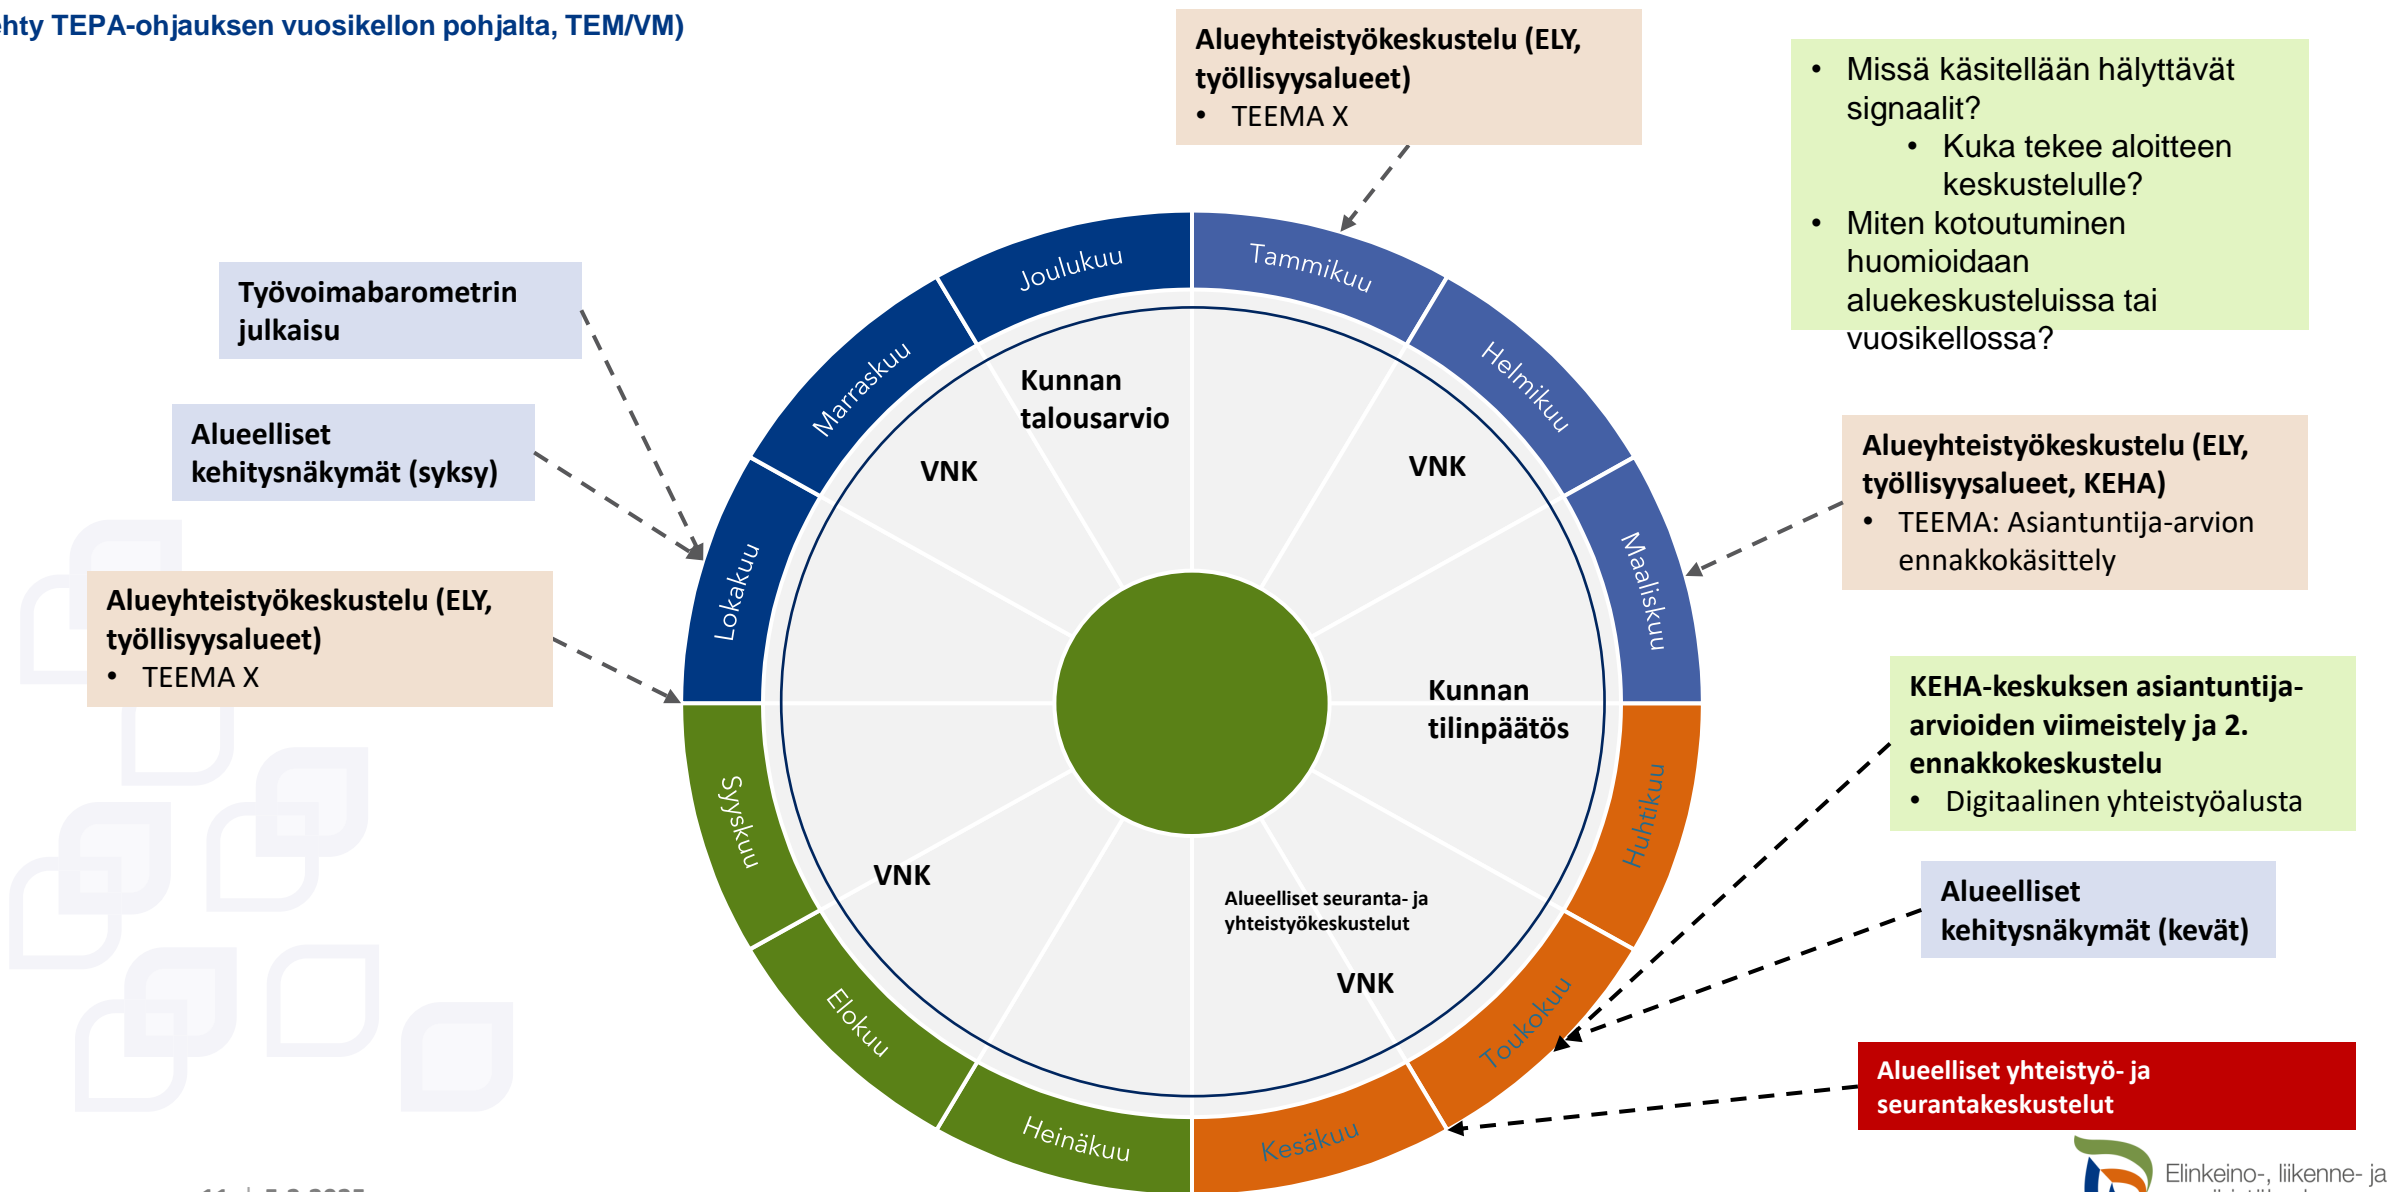 ehty TEPA-ohjauksen vuosikellon pohjalta, TEM/VM)
Alueyhteistyökeskustelu (ELY,
työllisyysalueet)
• TEEMA X
• Missä käsitellään hälyttävät
signaalit?
• Kuka tekee aloitteen
keskustelulle?
• Miten kotoutuminen
huomioidaan
aluekeskusteluissa tai
vuosikellossa?
Työvoimabarometrin
julkaisu
Alueelliset
kehitysnäkymät (syksy)
Alueyhteistyökeskustelu (ELY,
työllisyysalueet)
• TEEMA X
Alueyhteistyökeskustelu (ELY,
työllisyysalueet, KEHA)
• TEEMA: Asiantuntija-arvion
ennakkokäsittely
KEHA-keskuksen asiantuntija-
arvioiden viimeistely ja 2.
ennakkokeskustelu
• Digitaalinen yhteistyöalusta
Alueelliset
kehitysnäkymät (kevät)
Alueelliset yhteistyö- ja
seurantakeskustelut
Tammikuu
Helmikuu
Maaliskuu
Huhtikuu
Toukokuu
Kesäkuu
Heinäkuu
Elokuu
Syyskuu
Lokakuu
Marraskuu
Joulukuu
Kunnan
talousarvio
VNK
VNK
Kunnan
tilinpäätös
VNK
Alueelliset seuranta- ja
yhteistyökeskustelut
VNK
Elinkeino-, liikenne- ja